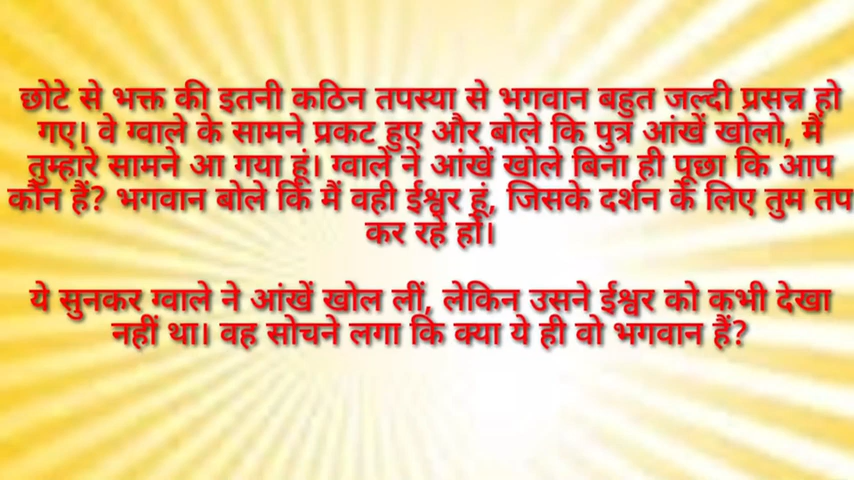 छोटे से भक्त की इतनी कठिन तपस्या से भगवान बहुत जल्दी प्रसन्न हो
गए। वे ग्वाले के सामने प्रकट हुए और बोले कि पुत्र आंखें खोलो, मैं
तुम्हारे सामने आ गया हूं। ग्वाले ने आंखें खोले बिना ही पूछा कि आप
कौन हैं? भगवान बोले कि मैं वही ईश्वर हूं, जिसके दर्शन के लिए तुम तप
कर रहे हो।
ये सुनकर ग्वाले ने आंखें खोल लीं, लेकिन उसने ईश्वर को कभी देखा
नहीं था। वह सोचने लगा कि क्या ये ही वो भगवान हैं?